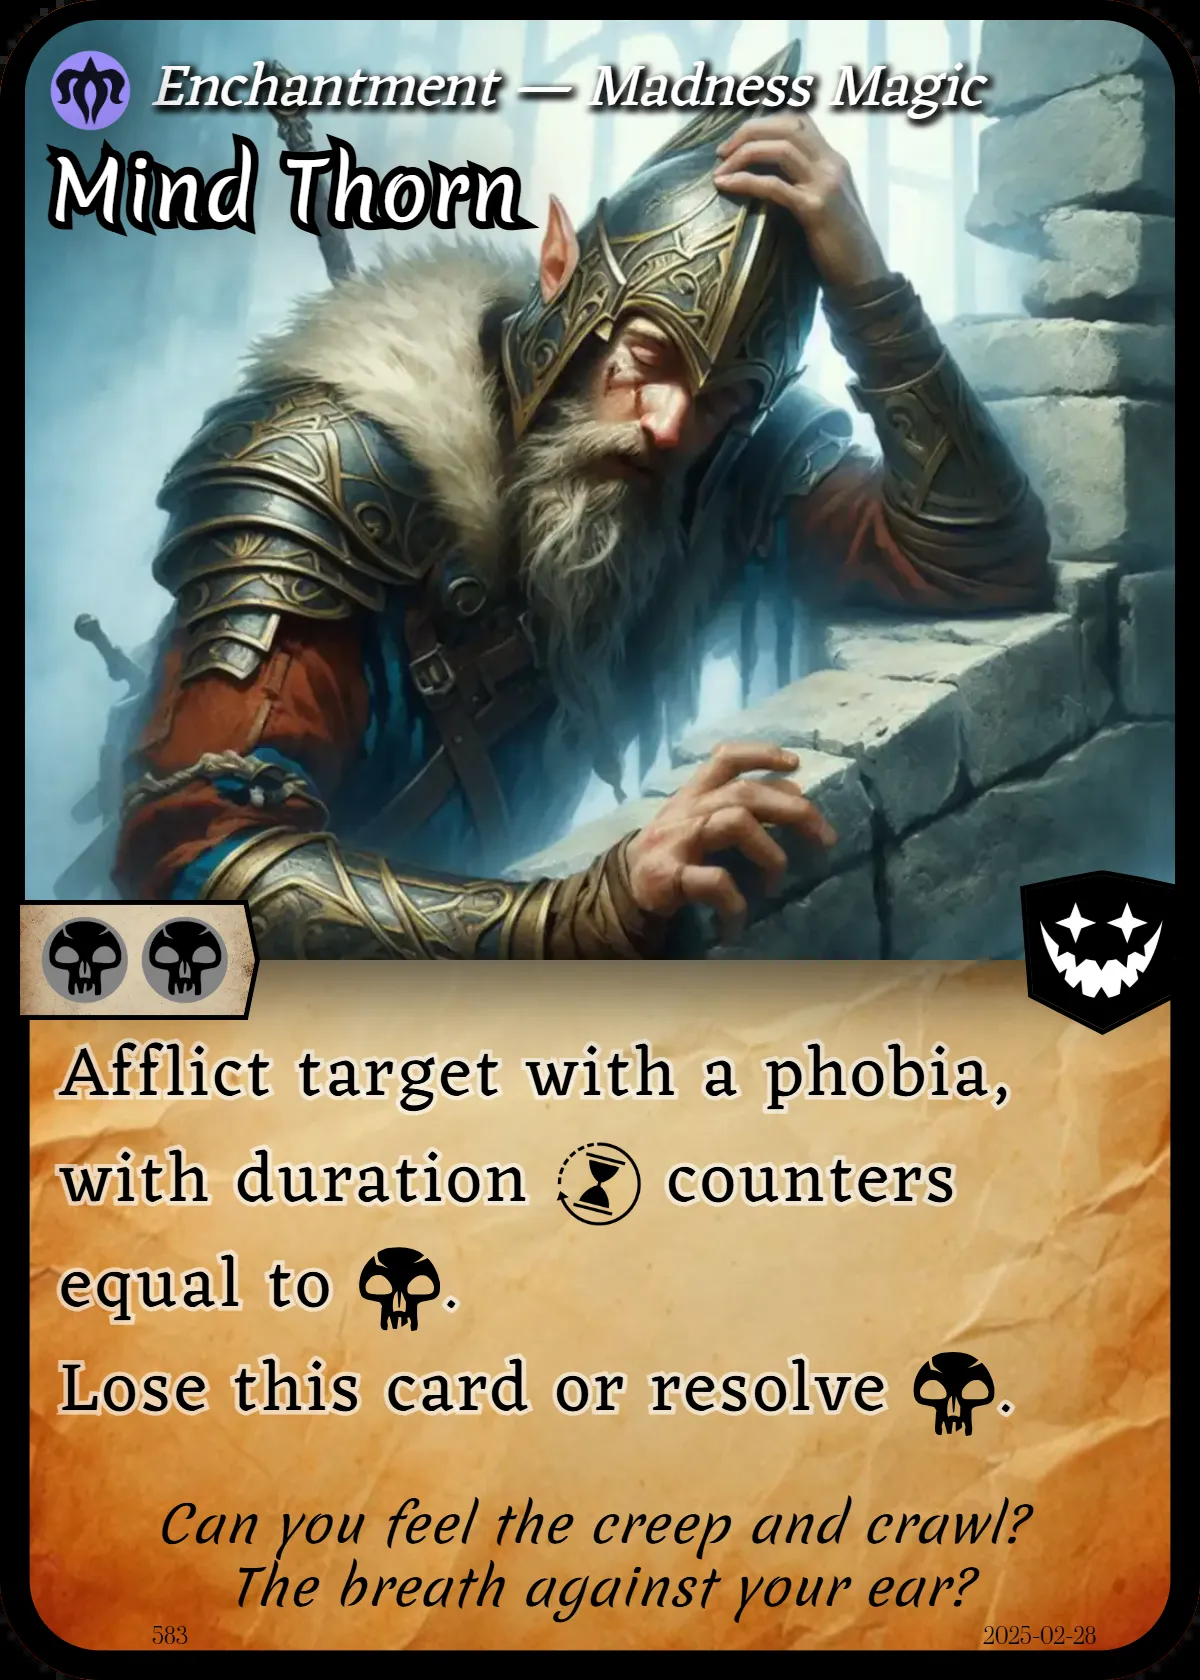 Enchantment — Madness Magic
Mind Thorn
Afflict target with a phobia,
with duration counters
equal to .
Lose this card or resolve .
Can you feel the creep and crawl?
The breath against your ear?
583
2025-02-28